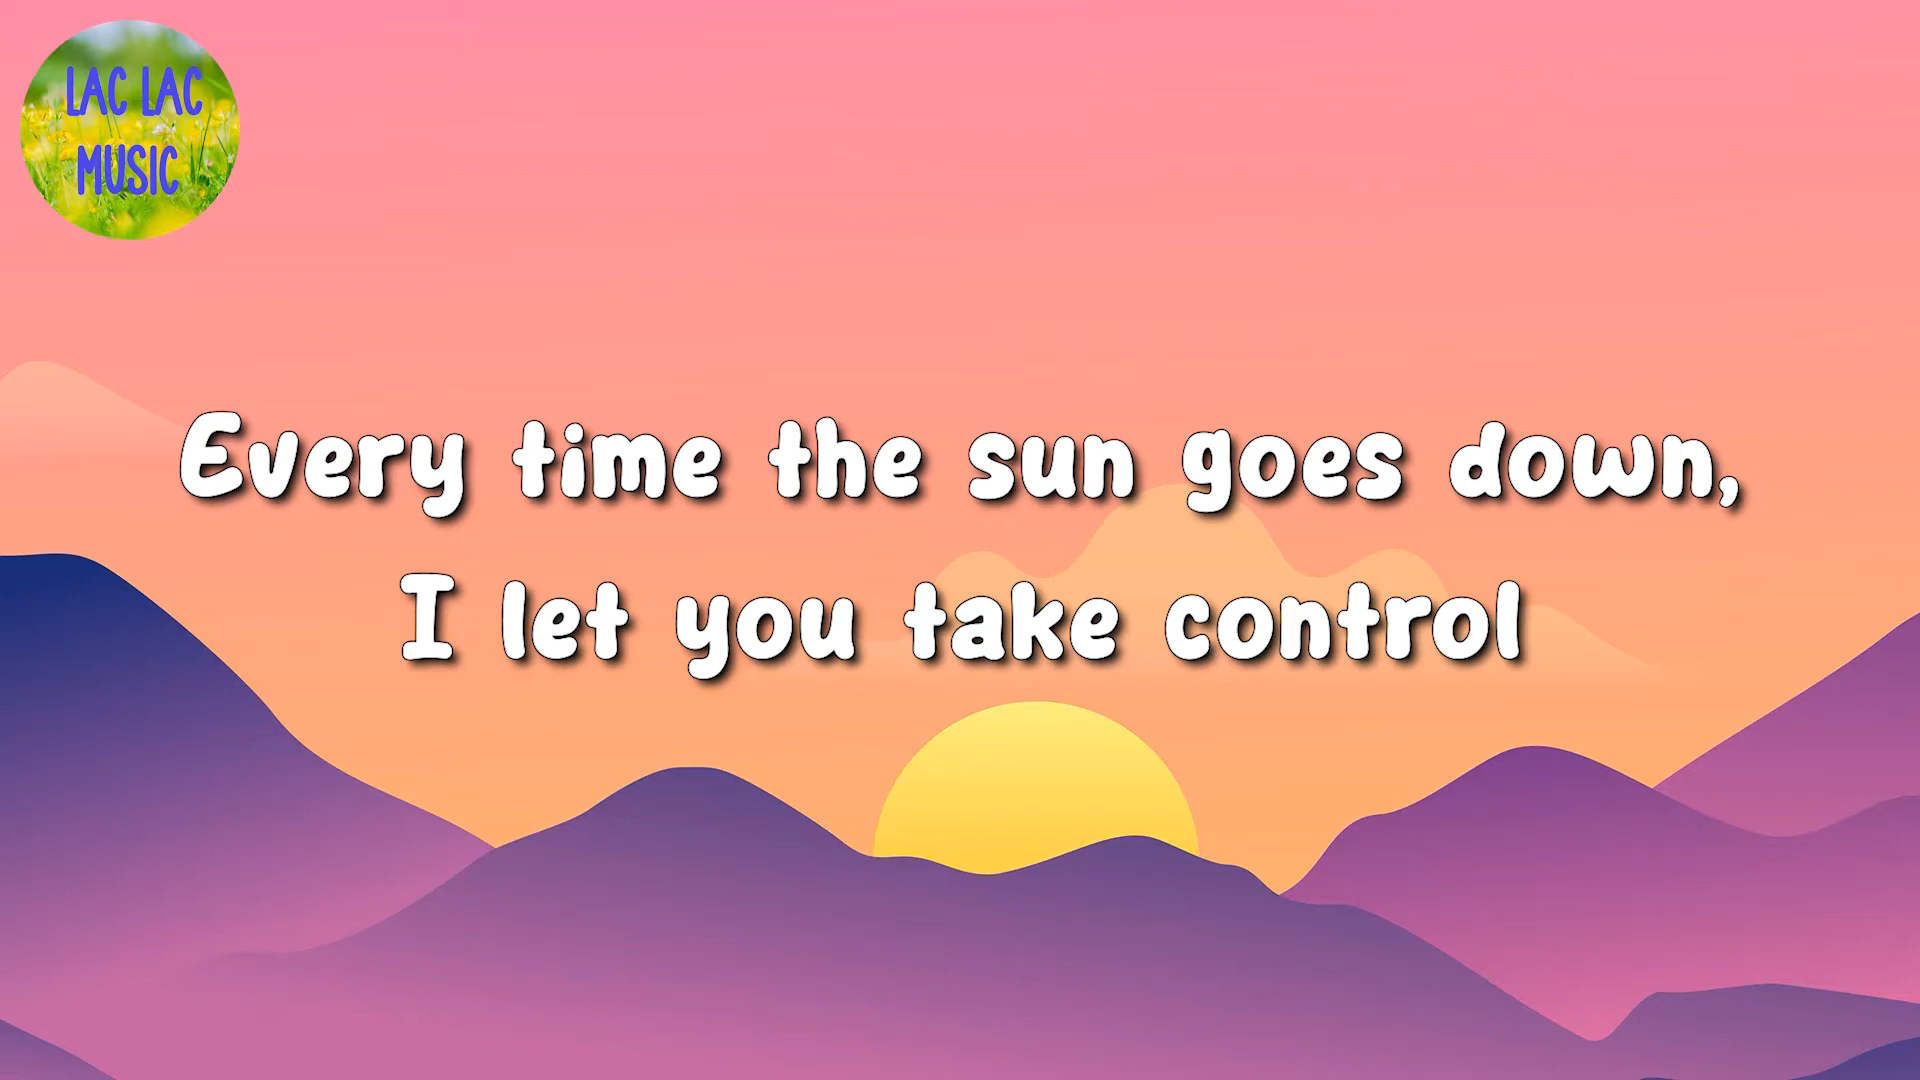 LAC LAC
MUSIC
Every time the sun goes down,
I let you take control